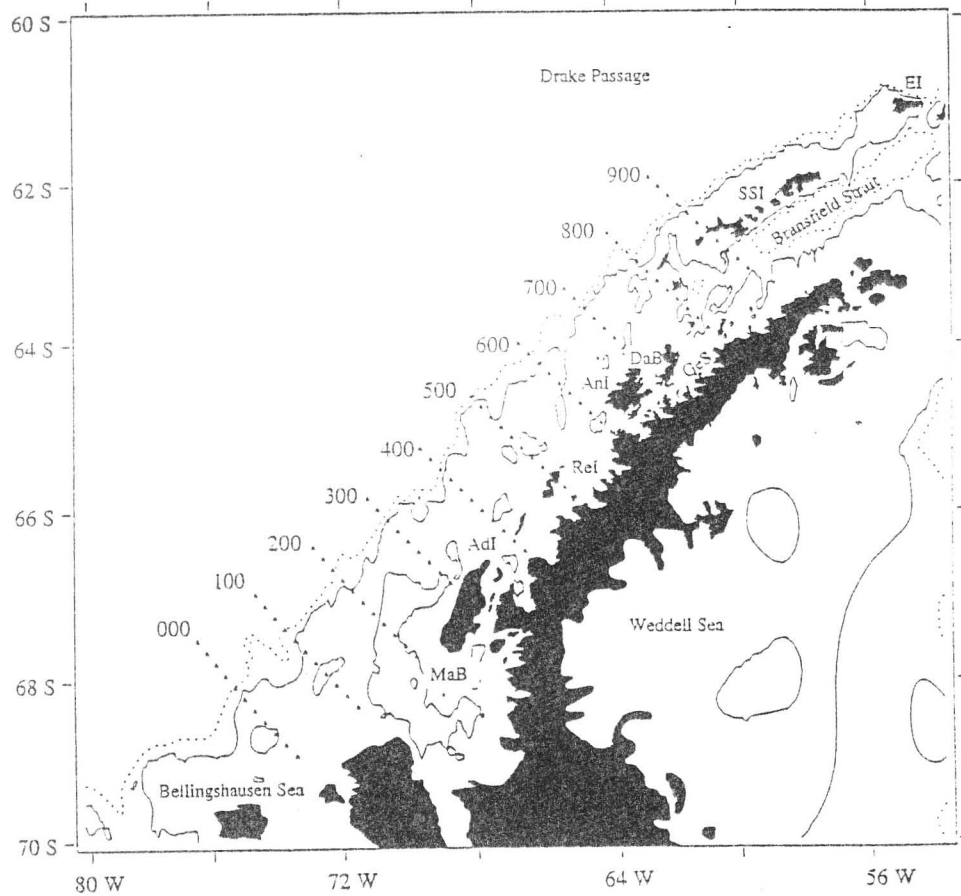 60 S
Drake Passage
EI
900
62 S
SSI
Bransfield Strait
800
700
600
64 S
DaB
GeS
AnI
500
400
ReI
300
66 S
200
AdI
100
000
Weddell Sea
MaB
68 S
Bellingshausen Sea
70 S
80 W
72 W
64 W
56 W